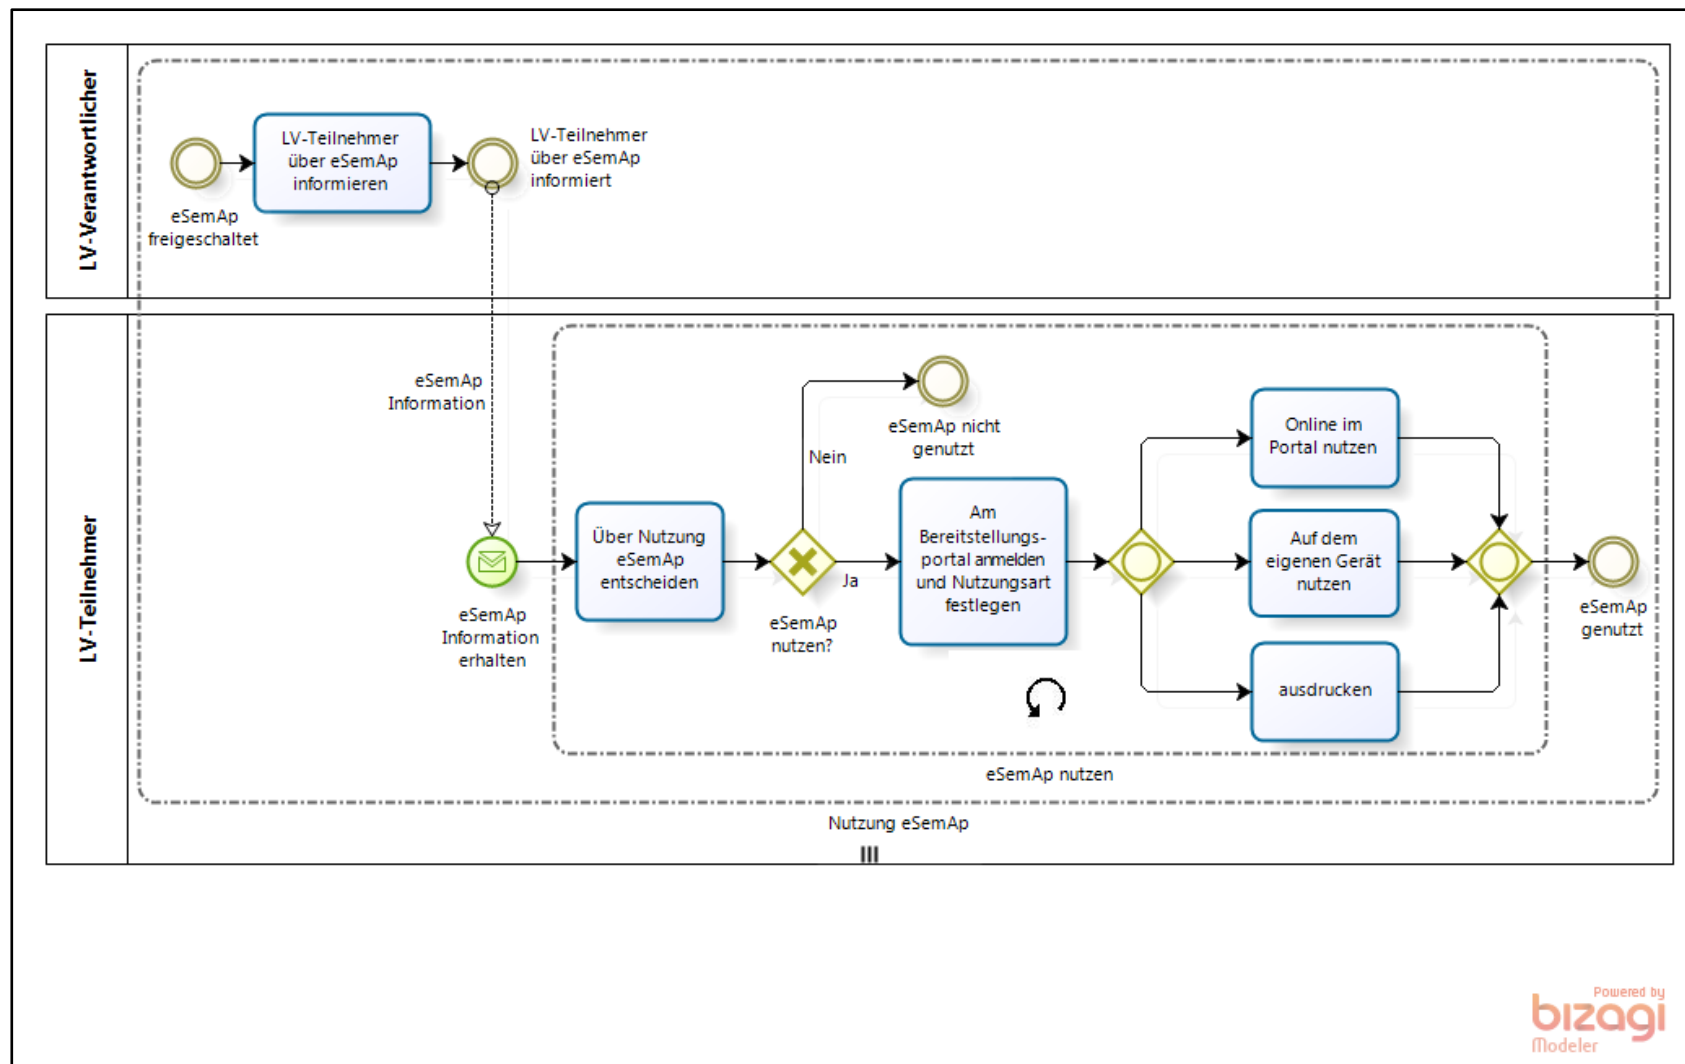 LV-Verantwortlicher
eSemAp
freigeschaltet
LV-Teilnehmer
über eSemAp
informieren
LV-Teilnehmer
über eSemAp
informiert
eSemAp
Information
LV-Teilnehmer
eSemAp
Information
erhalten
Über Nutzung
eSemAp
entscheiden
eSemAp
nutzen?
Nein
eSemAp nicht
genutzt
Ja
Am
Bereitstellungs-
portal anmelden
und Nutzungsart
festlegen
Online im
Portal nutzen
Auf dem
eigenen Gerät
nutzen
ausdrucken
eSemAp
genutzt
eSemAp nutzen
Nutzung eSemAp
Powered by
bizagi
Modeler